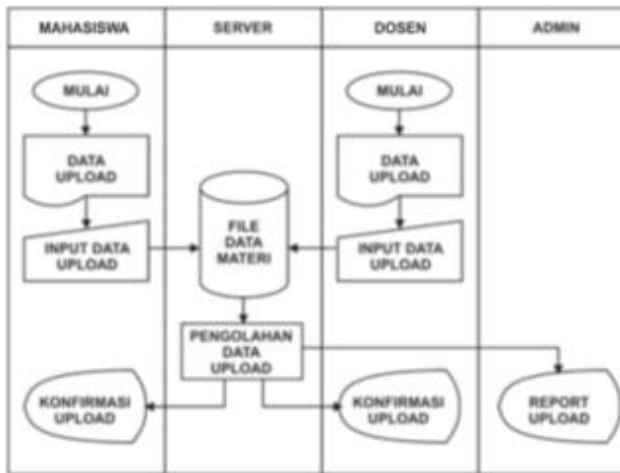 MAHASISWA
SERVER
DOSEN
ADMIN
MULAI
MULAI
DATA
UPLOAD
DATA
UPLOAD
INPUT DATA
UPLOAD
FILE
DATA
MATERI
INPUT DATA
UPLOAD
PENGOLAHAN
DATA
UPLOAD
KONFIRMASI
UPLOAD
KONFIRMASI
UPLOAD
REPORT
UPLOAD